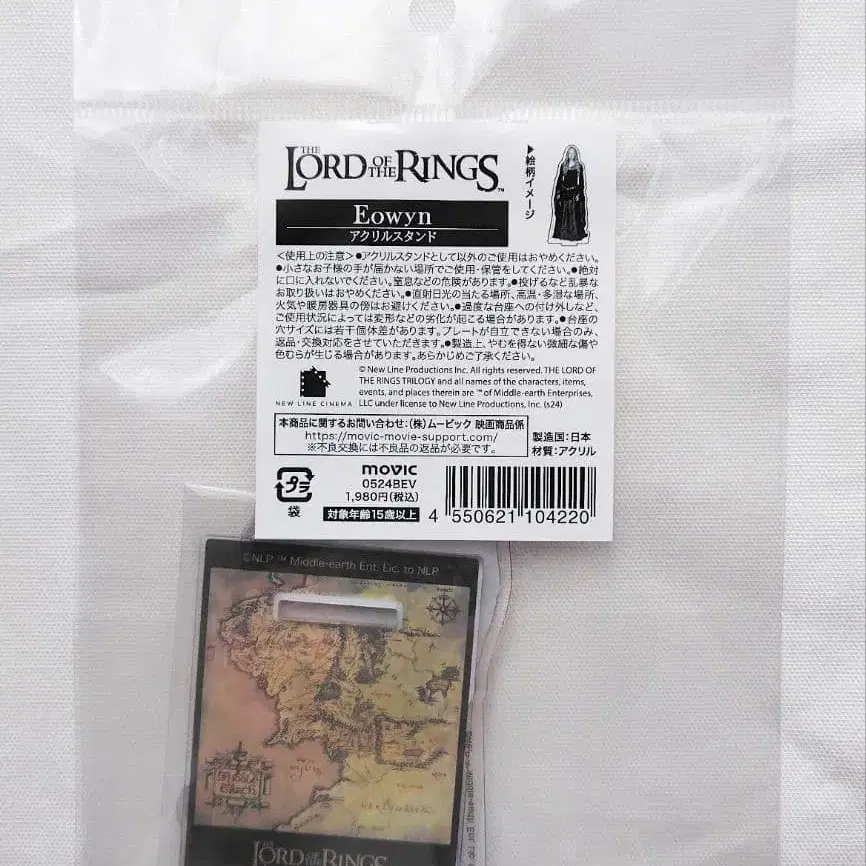 THE
LORD OF THE RINGS™
▶絵柄イメージ
Eowyn
アクリルスタンド
＜使用上の注意＞●アクリルスタンドとして以外のご使用はおやめください。
●小さなお子様の手が届かない場所でご使用・保管をしてください。●絶対
に口に入れないでください。窒息などの危険があります。●投げるなど乱暴な
お取り扱いはおやめください。●直射日光の当たる場所、高温・多湿な場所、
火気や暖房器具の傍はお避けください。●過度な台座への付け外しなど、
ご使用状況によっては変形などの劣化が起こる場合があります。●台座の
穴サイズには若干個体差があります。プレートが自立できない場合のみ、
返品・交換対応をさせていただきます。●製造上、やむを得ない微細な傷や
色むらが生じる場合があります。あらかじめご了承ください。
NEW LINE CINEMA
© New Line Productions Inc. All rights reserved. THE LORD OF
THE RINGS TRILOGY and all names of the characters, items,
events, and places therein are ™ of Middle-earth Enterprises,
LLC under license to New Line Productions, Inc. (s24)
本商品に関するお問い合わせ：(株)ムービック 映画商品係
https://movic-movie-support.com/
※不良交換には不良品の返品が必要です。
製造国：日本
材質：アクリル
プラ
袋
movic
0524BEV
1,980円(税込)
対象年齢15歳以上
4 550621 104220
©NLP ™ Middle-earth Ent. Lic. to NLP
MIDDLE EARTH
THE
LORD OF THE RINGS